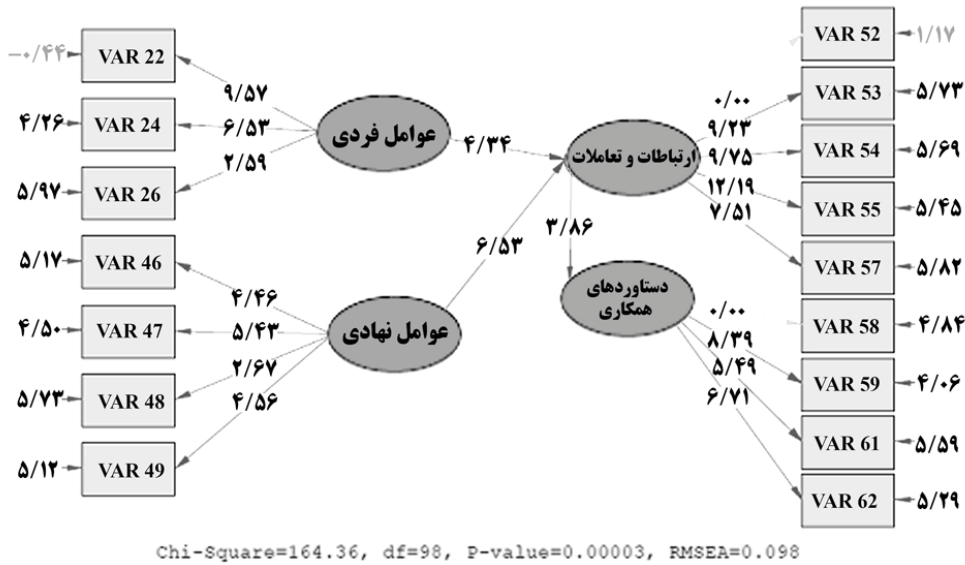 −۰/۴۴
VAR 22
۴/۲۶
VAR 24
۵/۹۷
VAR 26
۵/۱۷
VAR 46
۴/۵۰
VAR 47
۵/۷۳
VAR 48
۵/۱۲
VAR 49
۹/۵۷
۶/۵۳
۲/۵۹
۴/۴۶
۵/۴۳
۲/۶۷
۴/۵۶
عوامل فردی
عوامل نهادی
۴/۳۴
۶/۵۳
ارتباطات و تعاملات
۳/۸۶
دستاوردهای
همکاری
۰/۰۰
۹/۲۳
۹/۷۵
۱۲/۱۹
۷/۵۱
۰/۰۰
۸/۳۹
۵/۴۹
۶/۷۱
VAR 52
۱/۱۷
VAR 53
۵/۷۳
VAR 54
۵/۶۹
VAR 55
۵/۴۵
VAR 57
۵/۸۲
VAR 58
۴/۸۴
VAR 59
۴/۰۶
VAR 61
۵/۵۹
VAR 62
۵/۲۹
Chi-Square=164.36, df=98, P-value=0.00003, RMSEA=0.098